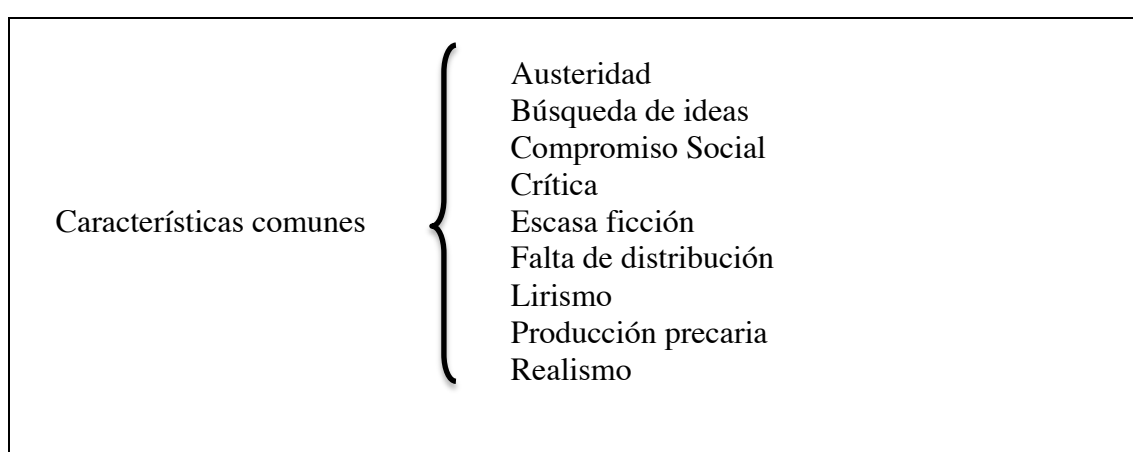 Austeridad
Búsqueda de ideas
Compromiso Social
Crítica
Características comunes
Escasa ficción
Falta de distribución
Lirismo
Producción precaria
Realismo